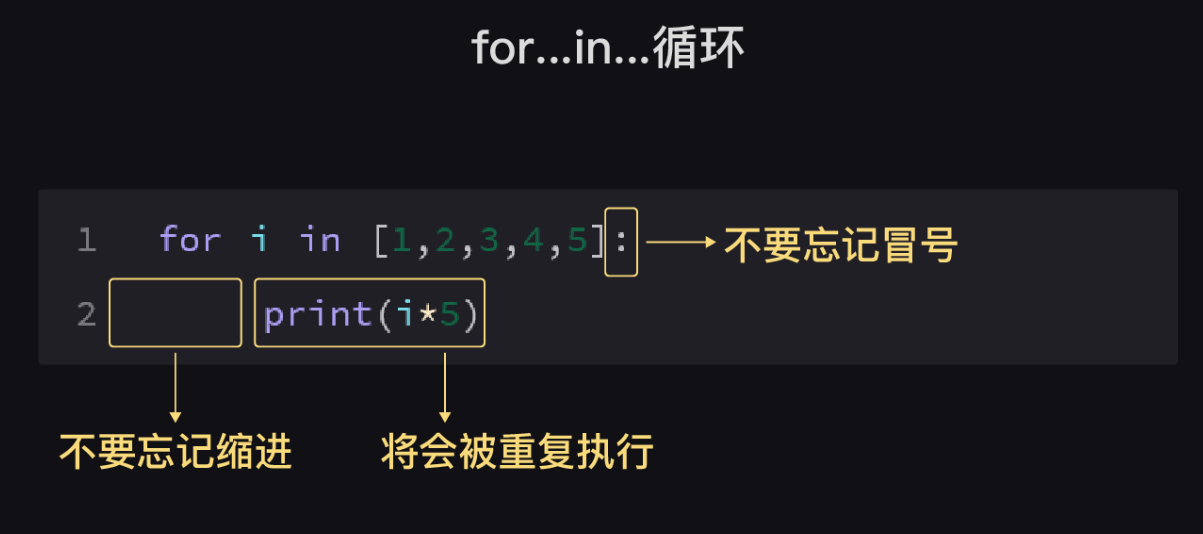 for...in...循环
1 for i in [1,2,3,4,5]: 不要忘记冒号
2 print(i*5)
不要忘记缩进 将会被重复执行